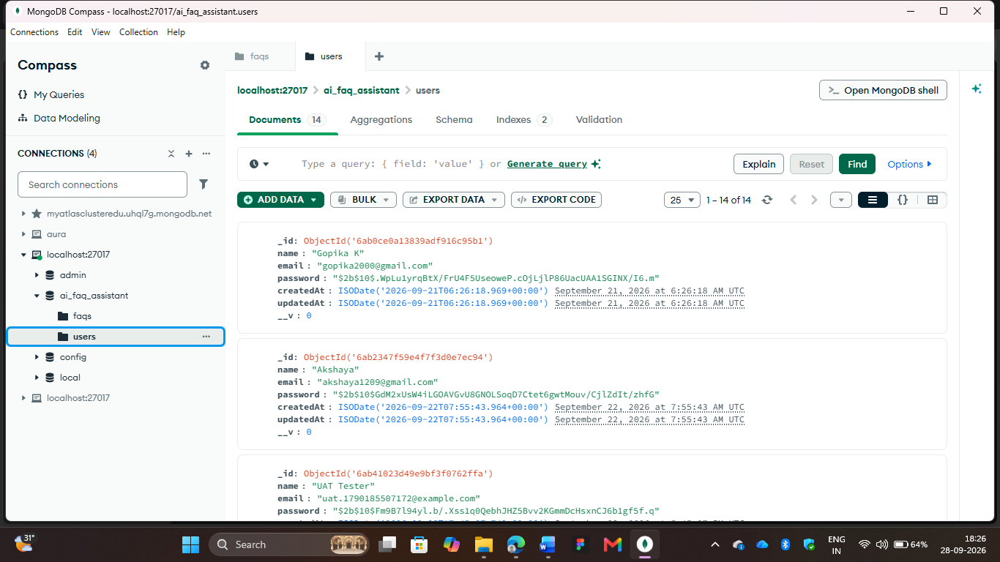 MongoDB Compass - localhost:27017/ai_faq_assistant.users
Connections Edit View Collection Help
Compass
{} My Queries
Data Modeling
CONNECTIONS (4)
Search connections
myatlasclusteredu.uhql7g.mongodb.net
aura
localhost:27017
admin
ai_faq_assistant
faqs
users
config
local
localhost:27017
faqs
users
localhost:27017 > ai_faq_assistant > users
>_ Open MongoDB shell
Documents 14 Aggregations Schema Indexes 2 Validation
Type a query: { field: 'value' } or Generate query
Explain Reset Find Options
ADD DATA BULK EXPORT DATA </> EXPORT CODE
25 1 – 14 of 14 {}
_id: ObjectId('6ab0ce0a13839adf916c95b1')
name : "Gopika K"
email : "gopika2000@gmail.com"
password : "$2b$10$.WpLu1yrqBtX/FrU4F5UseoweP.cOjLjlP86UacUAA1SGINX/I6.m"
createdAt : ISODate('2026-09-21T06:26:18.969+00:00') September 21, 2026 at 6:26:18 AM UTC
updatedAt : ISODate('2026-09-21T06:26:18.969+00:00') September 21, 2026 at 6:26:18 AM UTC
__v : 0
_id: ObjectId('6ab2347f59e4f7f3d0e7ec94')
name : "Akshaya"
email : "akshaya1209@gmail.com"
password : "$2b$10$GdM2xUsW4iLGOAVGvU8GNOLSoqD7Ctet6gwtMouv/CjlZdIt/zhfG"
createdAt : ISODate('2026-09-22T07:55:43.964+00:00') September 22, 2026 at 7:55:43 AM UTC
updatedAt : ISODate('2026-09-22T07:55:43.964+00:00') September 22, 2026 at 7:55:43 AM UTC
__v : 0
_id: ObjectId('6ab41023d49e9bf3f0762ffa')
name : "UAT Tester"
email : "uat.1790185507172@example.com"
password : "$2b$10$Fm9B7l94yl.b/.Xss1q0QebhJHZ5Bvv2KGmmDcHsxnCJ6b1gf5f.q"
31°
Search
ENG
IN
64%
18:26
28-09-2026